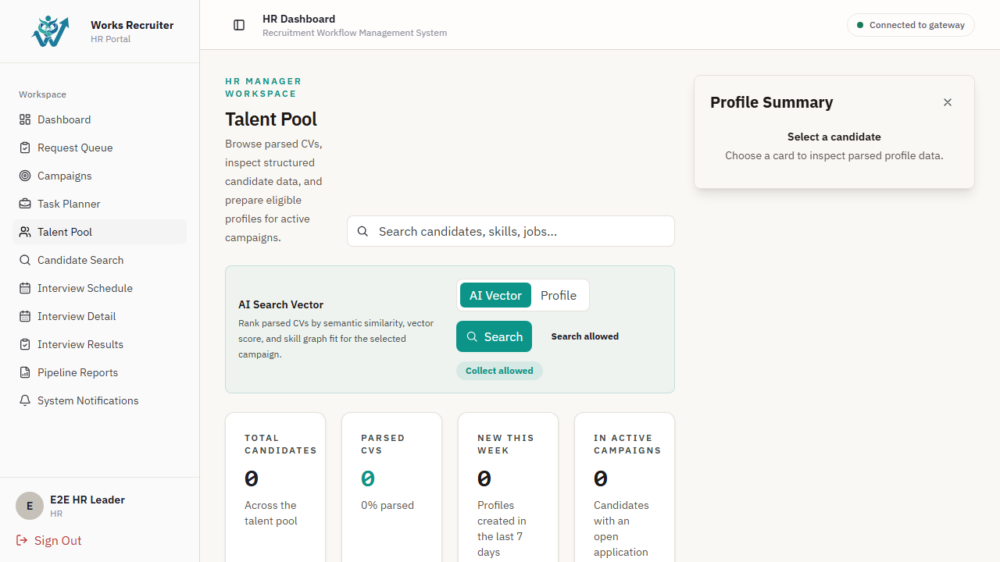 Works Recruiter
HR Portal
Workspace
Dashboard
Request Queue
Campaigns
Task Planner
Talent Pool
Candidate Search
Interview Schedule
Interview Detail
Interview Results
Pipeline Reports
System Notifications
E
E2E HR Leader
HR
Sign Out
HR Dashboard
Recruitment Workflow Management System
Connected to gateway
HR MANAGER
WORKSPACE
Talent Pool
Browse parsed CVs,
inspect structured
candidate data, and
prepare eligible
profiles for active
campaigns.
Search candidates, skills, jobs...
AI Search Vector
Rank parsed CVs by semantic similarity, vector
score, and skill graph fit for the selected
campaign.
AI Vector
Profile
Search
Search allowed
Collect allowed
TOTAL
CANDIDATES
0
Across the
talent pool
PARSED
CVS
0
0% parsed
NEW THIS
WEEK
0
Profiles
created in
the last 7
days
IN ACTIVE
CAMPAIGNS
0
Candidates
with an
open
application
Profile Summary
Select a candidate
Choose a card to inspect parsed profile data.